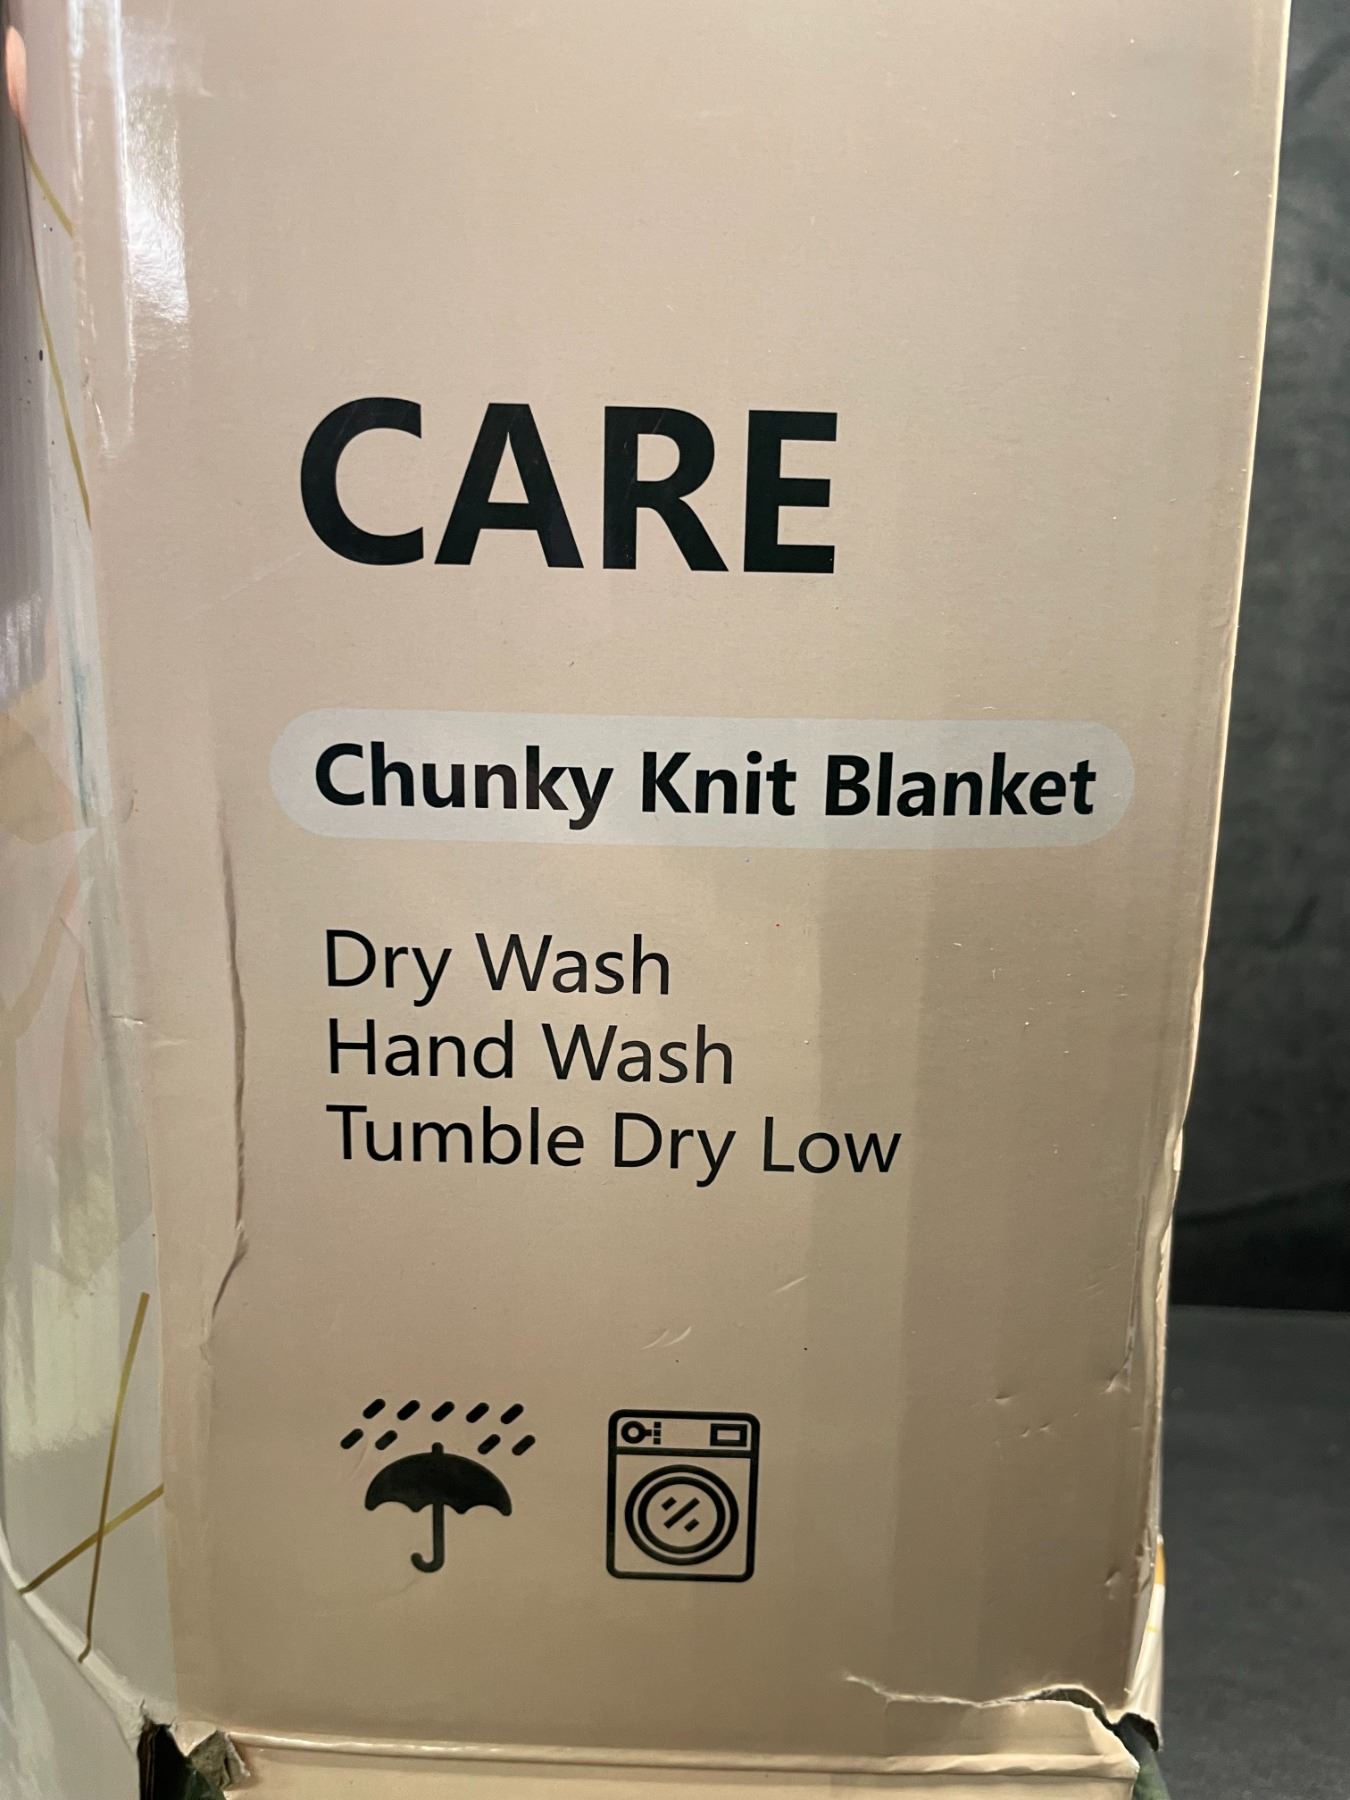 CARE
Chunky Knit Blanket
Dry Wash
Hand Wash
Tumble Dry Low